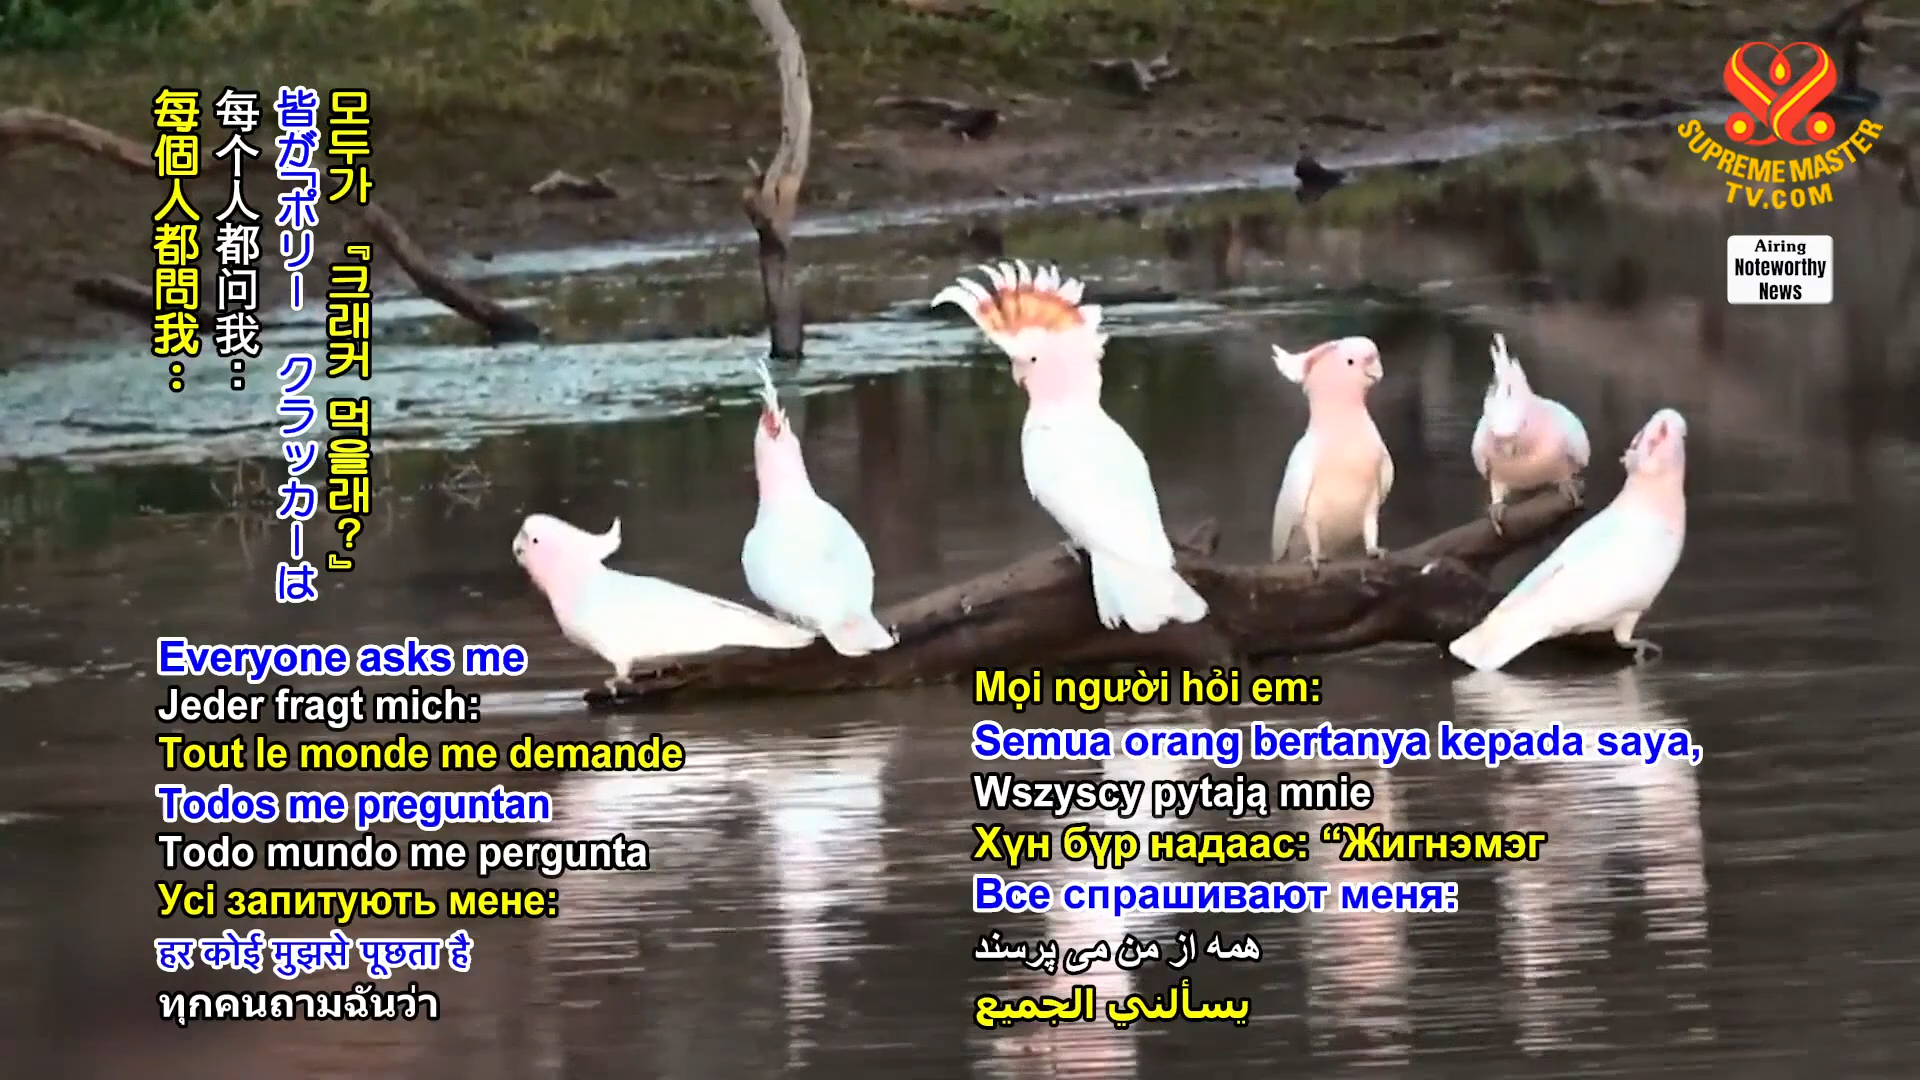 每個人都問我：
每个人都问我：
皆が「ポリー クラッカーは
모두가 『크래커 먹을래?』
Everyone asks me
Jeder fragt mich:
Tout le monde me demande
Todos me preguntan
Todo mundo me pergunta
Усі запитують мене:
हर कोई मुझसे पूछता है
ทุกคนถามฉันว่า
Mọi người hỏi em:
Semua orang bertanya kepada saya,
Wszyscy pytają mnie
Хүн бүр надаас: “Жигнэмэг
Все спрашивают меня:
همه از من می پرسند
يسألني الجميع
SUPREME MASTER
TV.COM
Airing
Noteworthy
News